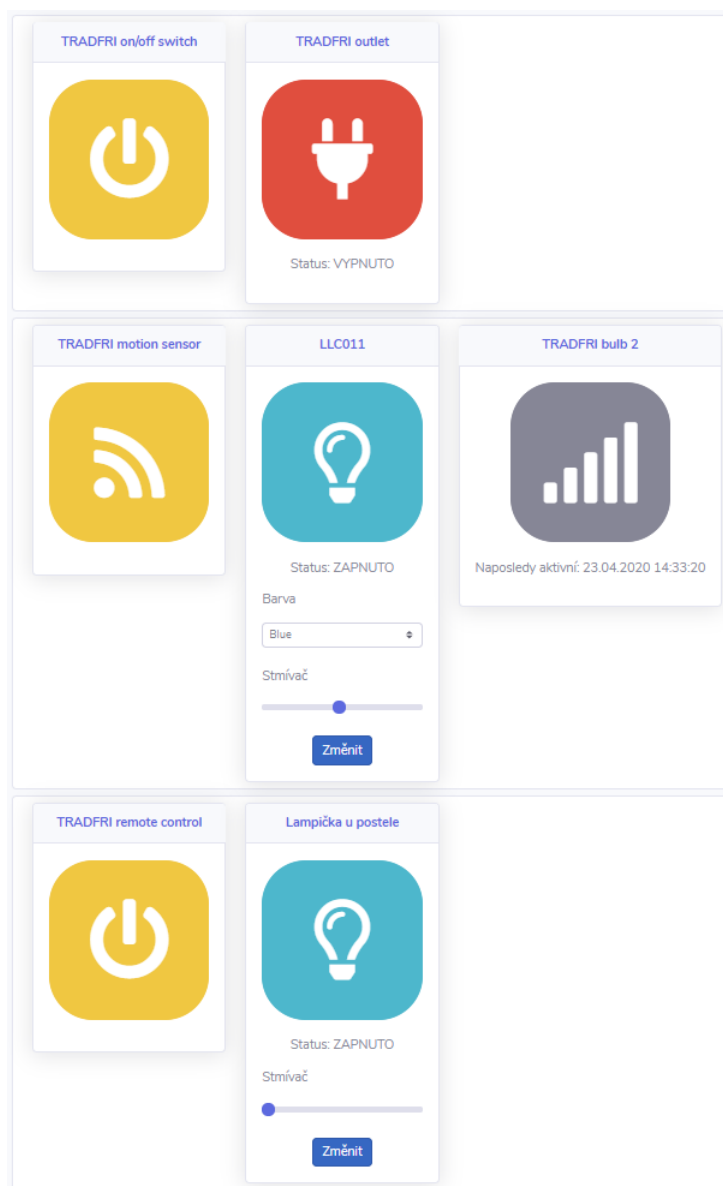 TRADFRI on/off switch
TRADFRI outlet
Status: VYPNUTO
TRADFRI motion sensor
LLC011
TRADFRI bulb 2
Status: ZAPNUTO
Naposledy aktivní: 23.04.2020 14:33:20
Barva
Blue
Stmívač
Změnit
TRADFRI remote control
Lampička u postele
Status: ZAPNUTO
Stmívač
Změnit